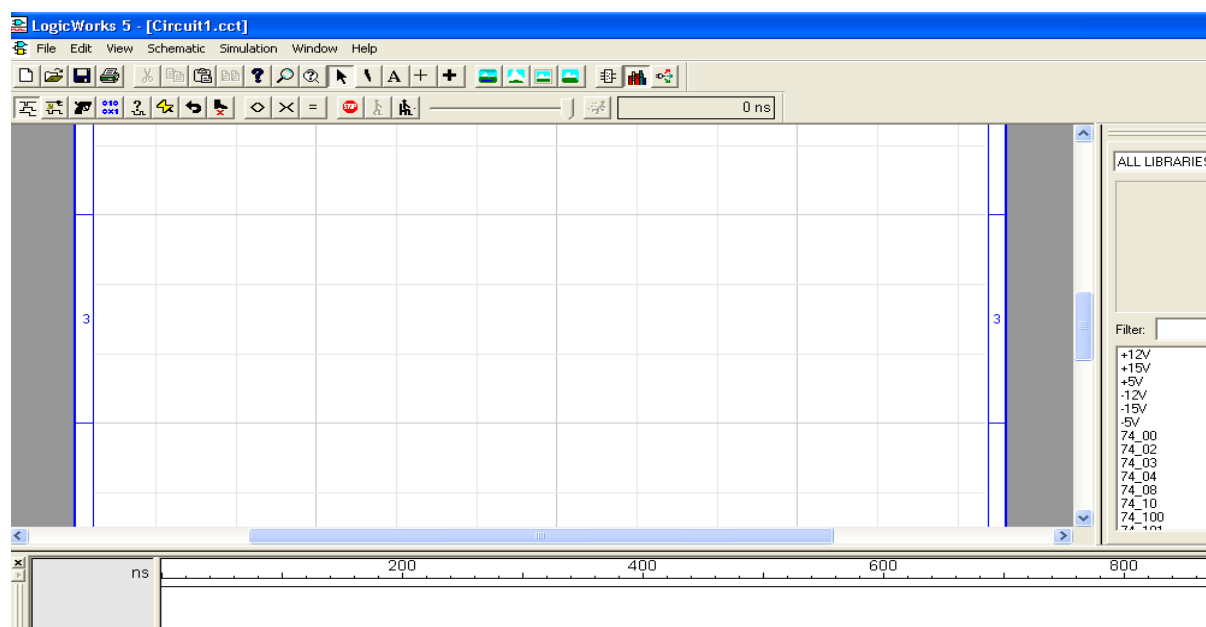 LogicWorks 5 - [Circuit1.cct]
File Edit View Schematic Simulation Window Help
A
0 ns
ALL LIBRARIES
3
3
Filter:
+12V
+15V
+5V
-12V
-15V
-5V
74_00
74_02
74_03
74_04
74_08
74_10
74_100
74_101
ns 200 400 600 800